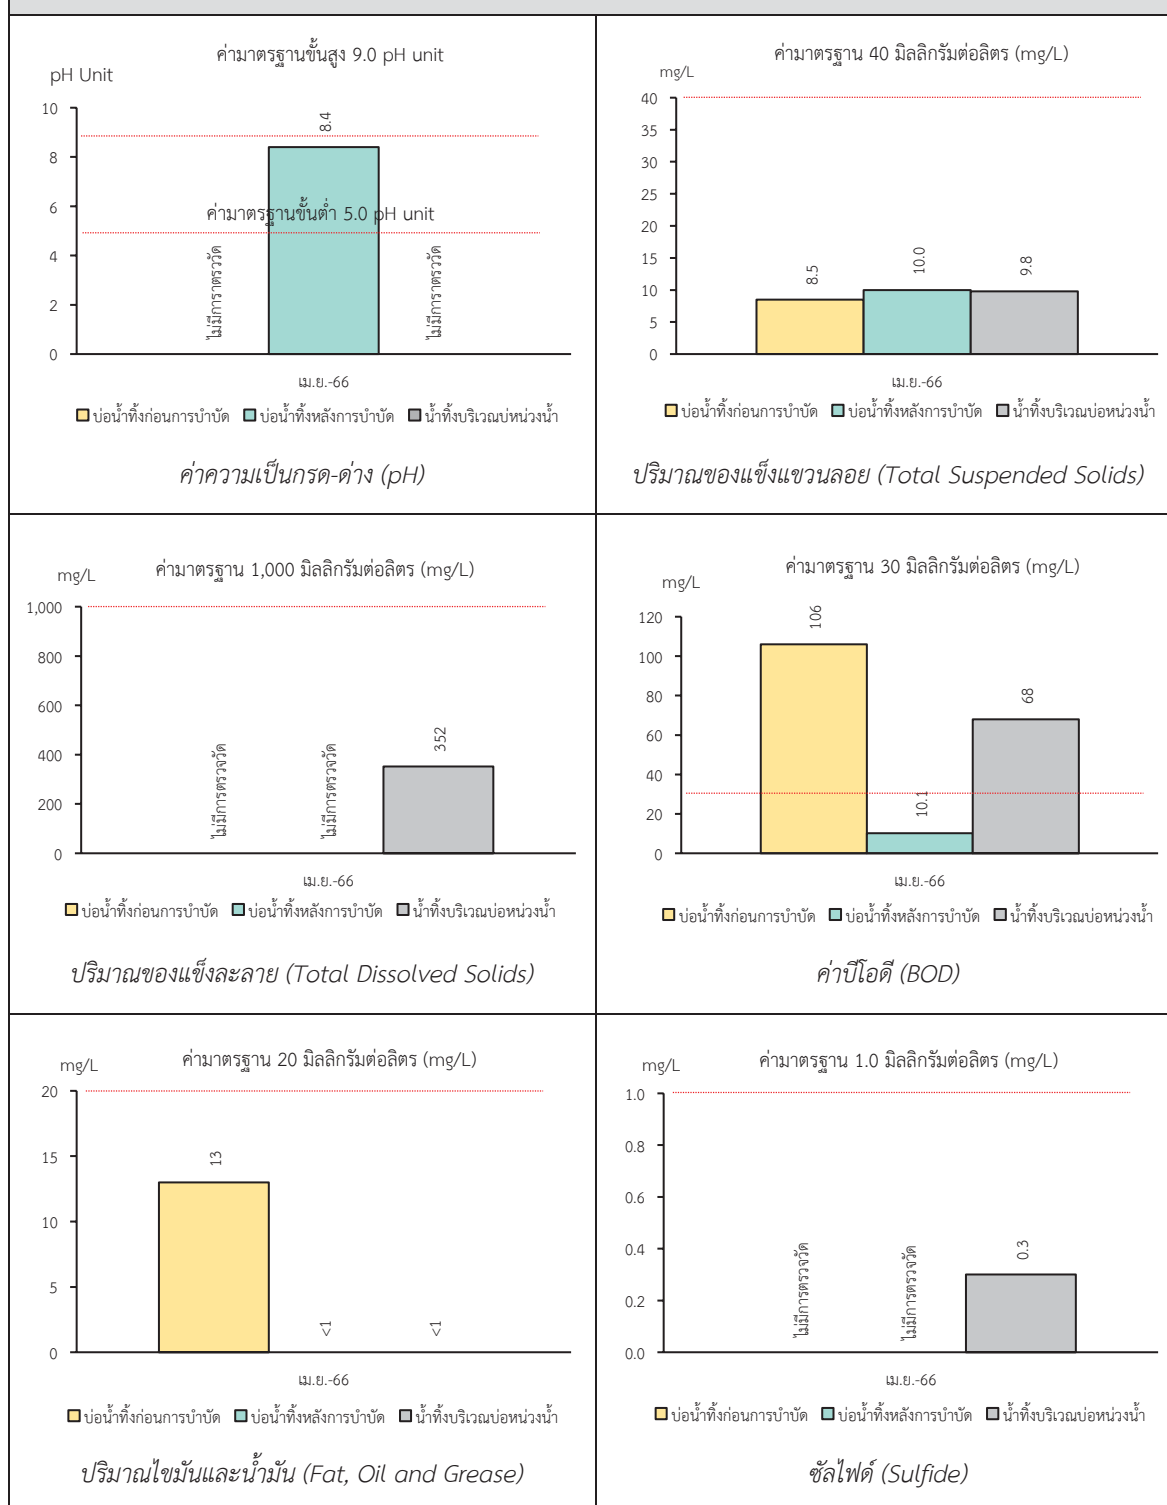 ค่ามาตรฐานขั้นสูง 9.0 pH unit
pH Unit
10
8
6
4
2
0
8.4
ค่ามาตรฐานขั้นต่ำ 5.0 pH unit
ไม่มีการาตรววัด
ไม่มีการาตรววัด
เม.ย.-66
บ่อน้ำทิ้งก่อนการบำบัด บ่อน้ำทิ้งหลังการบำบัด น้ำทิ้งบริเวณบ่หน่วงน้ำ
ค่าความเป็นกรด-ด่าง (pH)
ค่ามาตรฐาน 40 มิลลิกรัมต่อลิตร (mg/L)
mg/L
40
35
30
25
20
15
10
5
0
8.5
10.0
9.8
เม.ย.-66
บ่อน้ำทิ้งก่อนการบำบัด บ่อน้ำทิ้งหลังการบำบัด น้ำทิ้งบริเวณบ่อหน่วงน้ำ
ปริมาณของแข็งแขวนลอย (Total Suspended Solids)
ค่ามาตรฐาน 1,000 มิลลิกรัมต่อลิตร (mg/L)
mg/L
1,000
800
600
400
200
0
ไม่มีการตรวจวัด
ไม่มีการตรวจวัด
352
เม.ย.-66
บ่อน้ำทิ้งก่อนการบำบัด บ่อน้ำทิ้งหลังการบำบัด น้ำทิ้งบริเวณบ่อหน่วงน้ำ
ปริมาณของแข็งละลาย (Total Dissolved Solids)
ค่ามาตรฐาน 30 มิลลิกรัมต่อลิตร (mg/L)
mg/L
120
100
80
60
40
20
0
106
10.1
68
เม.ย.-66
บ่อน้ำทิ้งก่อนการบำบัด บ่อน้ำทิ้งหลังการบำบัด น้ำทิ้งบริเวณบ่อหน่วงน้ำ
ค่าบีโอดี (BOD)
ค่ามาตรฐาน 20 มิลลิกรัมต่อลิตร (mg/L)
mg/L
20
15
10
5
0
13
<1
<1
เม.ย.-66
บ่อน้ำทิ้งก่อนการบำบัด บ่อน้ำทิ้งหลังการบำบัด น้ำทิ้งบริเวณบ่อหน่วงน้ำ
ปริมาณไขมันและน้ำมัน (Fat, Oil and Grease)
ค่ามาตรฐาน 1.0 มิลลิกรัมต่อลิตร (mg/L)
mg/L
1.0
0.8
0.6
0.4
0.2
0.0
ไม่มีการตรวจวัด
ไม่มีการตรวจวัด
0.3
เม.ย.-66
บ่อน้ำทิ้งก่อนการบำบัด บ่อน้ำทิ้งหลังการบำบัด น้ำทิ้งบริเวณบ่อหน่วงน้ำ
ซัลไฟด์ (Sulfide)